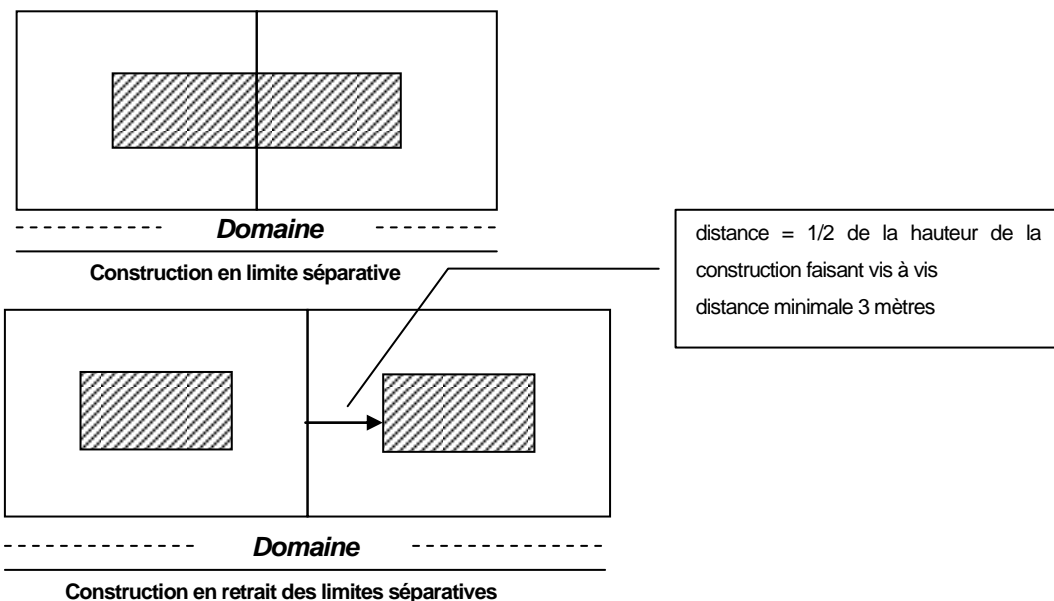 Domaine
Construction en limite séparative
distance = 1/2 de la hauteur de la
construction faisant vis à vis
distance minimale 3 mètres
Domaine
Construction en retrait des limites séparatives